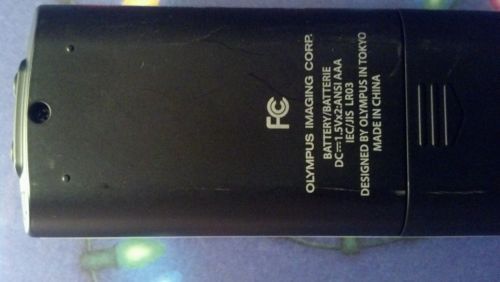 OLYMPUS IMAGING CORP.
FC
BATTERY/BATTERIE
DC⎓1.5Vx2:ANSI AAA
IEC/JIS LR03
DESIGNED BY OLYMPUS IN TOKYO
MADE IN CHINA